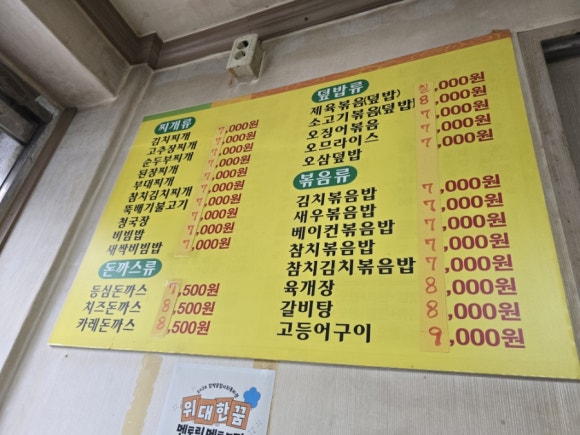 찌개류
김치찌개 7,000원
고추장찌개 7,000원
순두부찌개 7,000원
된장찌개 7,000원
부대찌개 7,000원
참치김치찌개 7,000원
뚝배기불고기 7,000원
청국장 7,000원
비빔밥 7,000원
새싹비빔밥 7,000원
돈까스류
등심돈까스 7,500원
치즈돈까스 8,500원
카레돈까스 8,500원
덮밥류
제육볶음(덮밥) ,000원
소고기볶음(덮밥) 8,000원
오징어볶음 7,000원
오므라이스 7,000원
오삼덮밥 7,000원
볶음류
김치볶음밥 7,000원
새우볶음밥 7,000원
베이컨볶음밥 7,000원
참치볶음밥 7,000원
참치김치볶음밥 7,000원
육개장 8,000원
갈비탕 8,000원
고등어구이 9,000원
위대한꿈